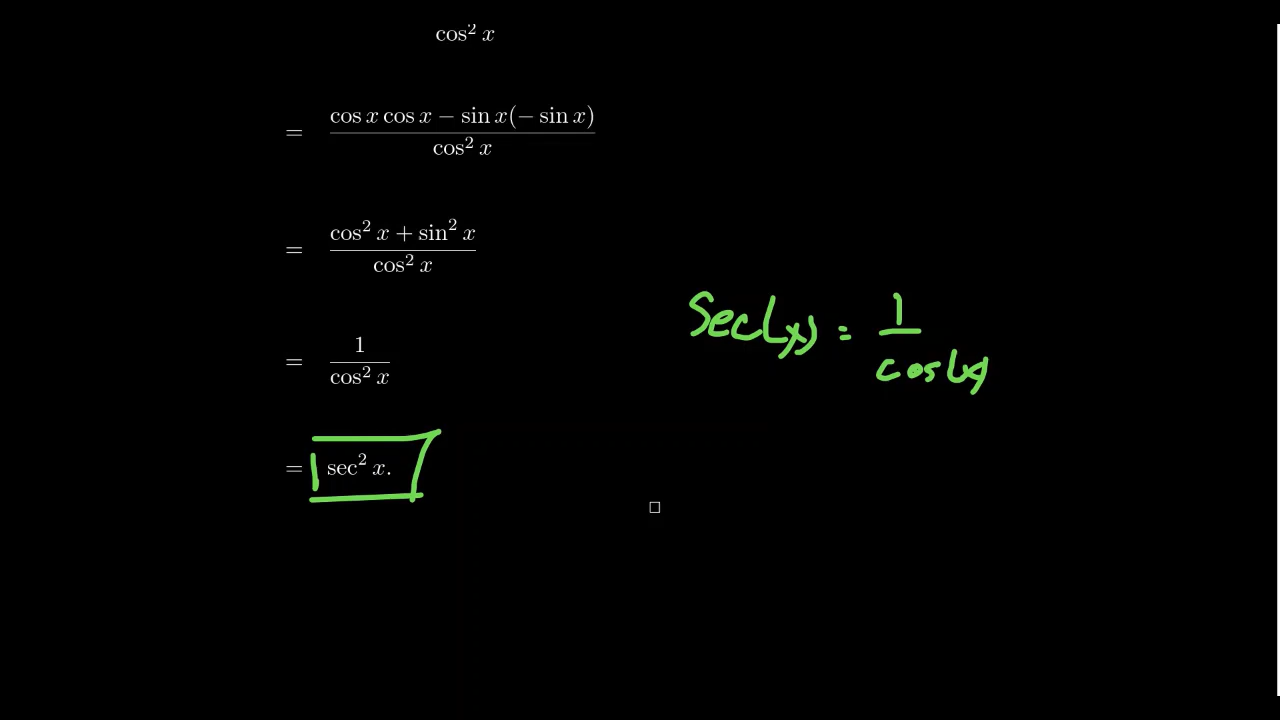 cos² x
= cos x cos x − sin x(− sin x)
cos² x
= cos² x + sin² x
cos² x
Sec(x) = 1
cos(x)
= 1
cos² x
= sec² x.
□